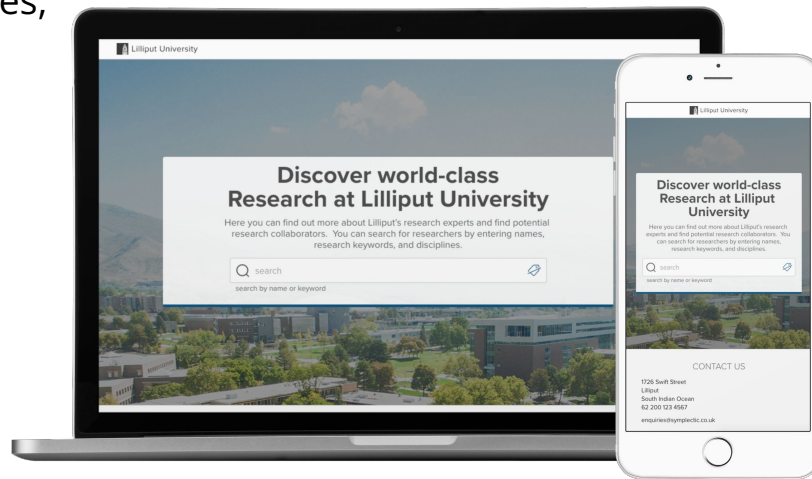 es,
Lilliput University
Discover world-class
Research at Lilliput University
Here you can find out more about Lilliput's research experts and find potential
research collaborators. You can search for researchers by entering names,
research keywords, and disciplines.
search
search by name or keyword
Lilliput University
Discover world-class
Research at Lilliput
University
Here you can find out more about Lilliput's research
experts and find potential research collaborators. You
can search for researchers by entering names,
research keywords, and disciplines.
search
search by name or keyword
CONTACT US
1726 Swift Street
Lilliput
South Indian Ocean
62 200 123 4567
enquiries@symplectic.co.uk